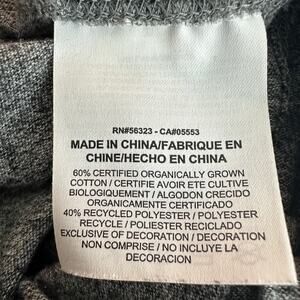 RN#56323 - CA#05553
MADE IN CHINA/FABRIQUE EN
CHINE/HECHO EN CHINA
60% CERTIFIED ORGANICALLY GROWN
COTTON / CERTIFIE AVOIR ETE CULTIVE
BIOLOGIQUEMENT / ALGODON CRECIDO
ORGANICAMENTE CERTIFICADO
40% RECYCLED POLYESTER / POLYESTER
RECYCLE / POLIESTER RECICLADO
EXCLUSIVE OF DECORATION / DECORATION
NON COMPRISE / NO INCLUYE LA
DECORACION